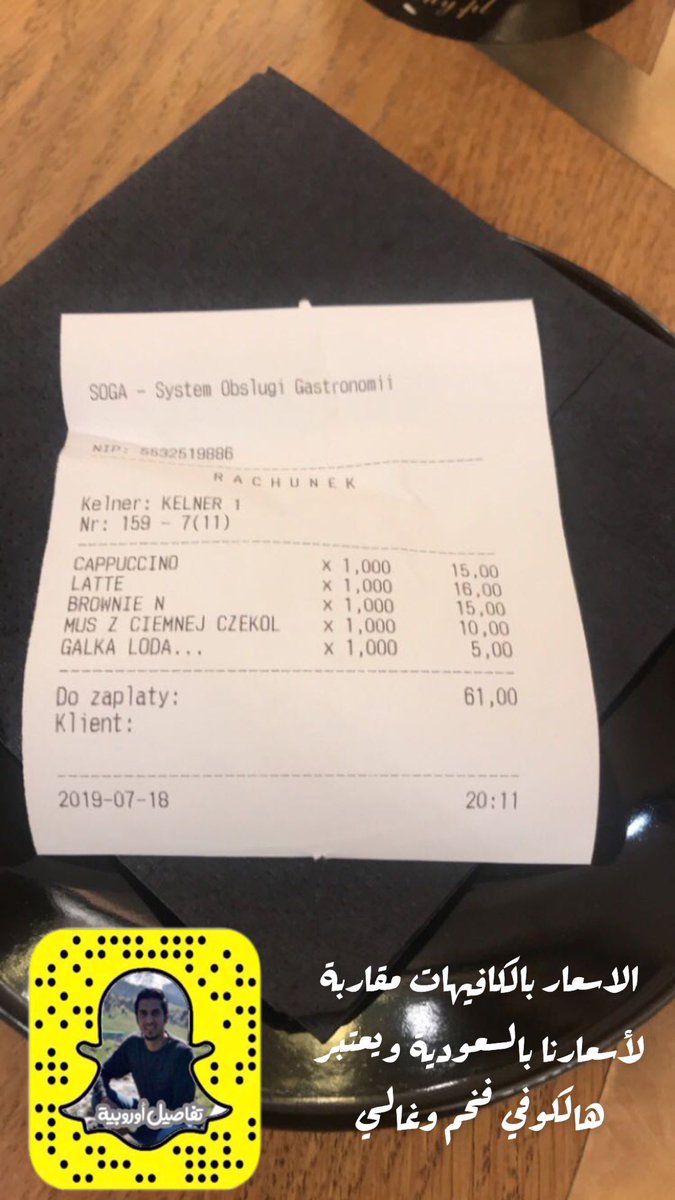 SOGA - System Obslugi Gastronomii
NIP: 5532519886
RACHUNEK
Kelner: KELNER 1
Nr: 159 - 7(11)
CAPPUCCINO x 1,000 15,00
LATTE x 1,000 16,00
BROWNIE N x 1,000 15,00
MUS Z CIEMNEJ CZEKOL x 1,000 10,00
GALKA LODA... x 1,000 5,00
Do zaplaty: 61,00
Klient:
2019-07-18 20:11
الاسعار بالكافيهات مقاربة
لأسعارنا بالسعودية ويعتبر
هالكوفي فخم وغالي
تفاصيل أوروبية